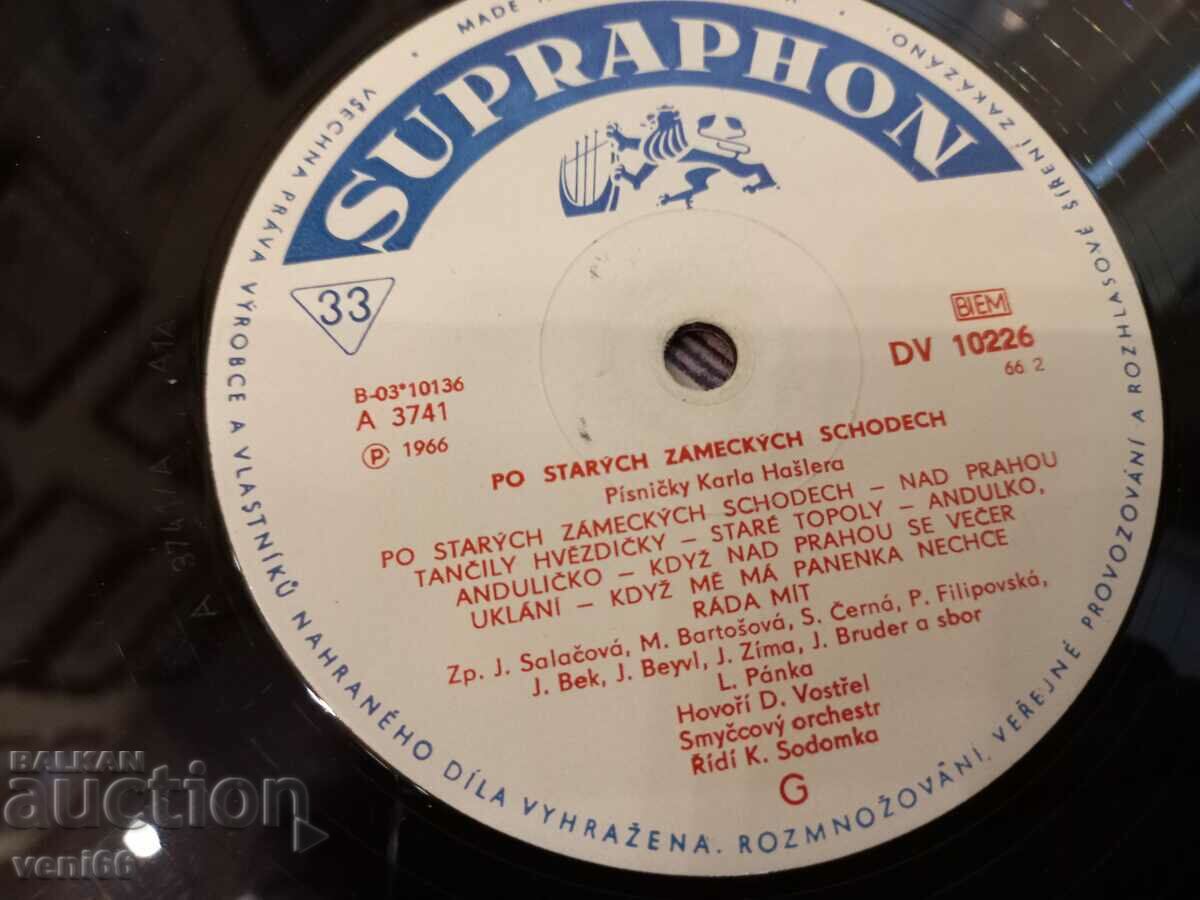 SUPRAPHON
MADE
VŠECHNA PRÁVA VÝROBCE A VLASTNÍKŮ NAHRANÉHO DÍLA VYHRAŽENA. ROZMNOŽOVÁNÍ, VEŘEJNÉ PROVOZOVÁNÍ A ROZHLASOVÉ ŠÍŘENÍ ZAKÁZÁNO
33
BIEM
B-03*10136
DV 10226
A 3741
66 2
Ⓟ 1966
PO STARÝCH ZÁMECKÝCH SCHODECH
Písničky Karla Hašlera
PO STARÝCH ZÁMECKÝCH SCHODECH – NAD PRAHOU
TANČILY HVĚZDIČKY – STARÉ TOPOLY – ANDULKO,
ANDULIČKO – KDYŽ NAD PRAHOU SE VEČER
UKLÁNÍ – KDYŽ MĚ MÁ PANENKA NECHCE
RÁDA MÍT
Zp. J. Salačová, M. Bartošová, S. Černá, P. Filipovská,
J. Bek, J. Beyvl, J. Zíma, J. Bruder a sbor
L. Pánka
Hovoří D. Vostřel
Smyčcový orchestr
Řídí K. Sodomka
G
BALKAN
auction
veni66